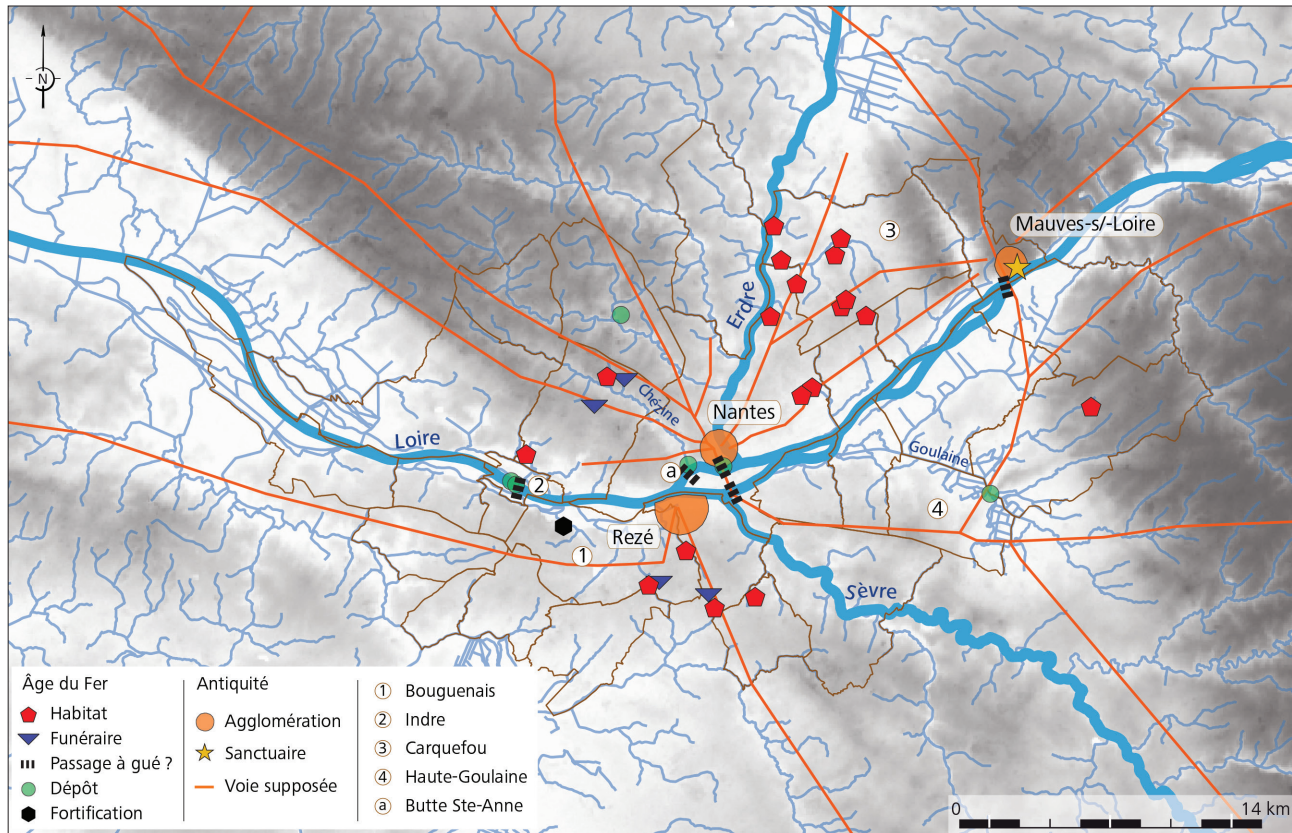 N
Mauves-s/-Loire
3
Erdre
Chézine
Nantes
Loire
a
Goulaine
2
4
Rezé
1
Sèvre
Âge du Fer
Habitat
Funéraire
Passage à gué ?
Dépôt
Fortification
Antiquité
Agglomération
Sanctuaire
Voie supposée
1 Bouguenais
2 Indre
3 Carquefou
4 Haute-Goulaine
a Butte Ste-Anne
0 14 km